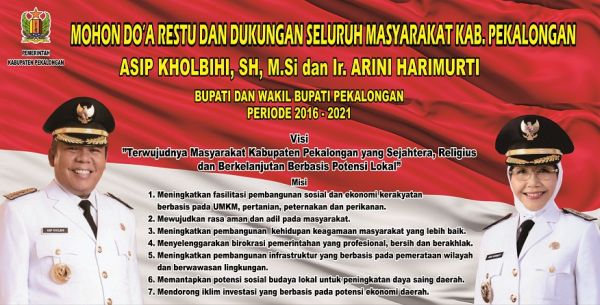 MOHON DO'A RESTU DAN DUKUNGAN SELURUH MASYARAKAT KAB. PEKALONGAN
PEMERINTAH
KABUPATEN PEKALONGAN
ASIP KHOLBIHI, SH, M.Si dan Ir. ARINI HARIMURTI
BUPATI DAN WAKIL BUPATI PEKALONGAN
PERIODE 2016 - 2021
Visi
"Terwujudnya Masyarakat Kabupaten Pekalongan yang Sejahtera, Religius
dan Berkelanjutan Berbasis Potensi Lokal"
Misi
1. Meningkatkan fasilitasi pembangunan sosial dan ekonomi kerakyatan
berbasis pada UMKM, pertanian, peternakan dan perikanan.
2. Mewujudkan rasa aman dan adil pada masyarakat.
3. Meningkatkan pembangunan kehidupan keagamaan masyarakat yang lebih baik.
4. Menyelenggarakan birokrasi pemerintahan yang profesional, bersih dan berakhlak.
5. Meningkatkan pembangunan infrastruktur yang berbasis pada pemerataan wilayah
dan berwawasan lingkungan.
6. Memantapkan potensi sosial budaya lokal untuk peningkatan daya saing daerah.
7. Mendorong iklim investasi yang berbasis pada potensi ekonomi daerah.
ASIP KHOLBIHI